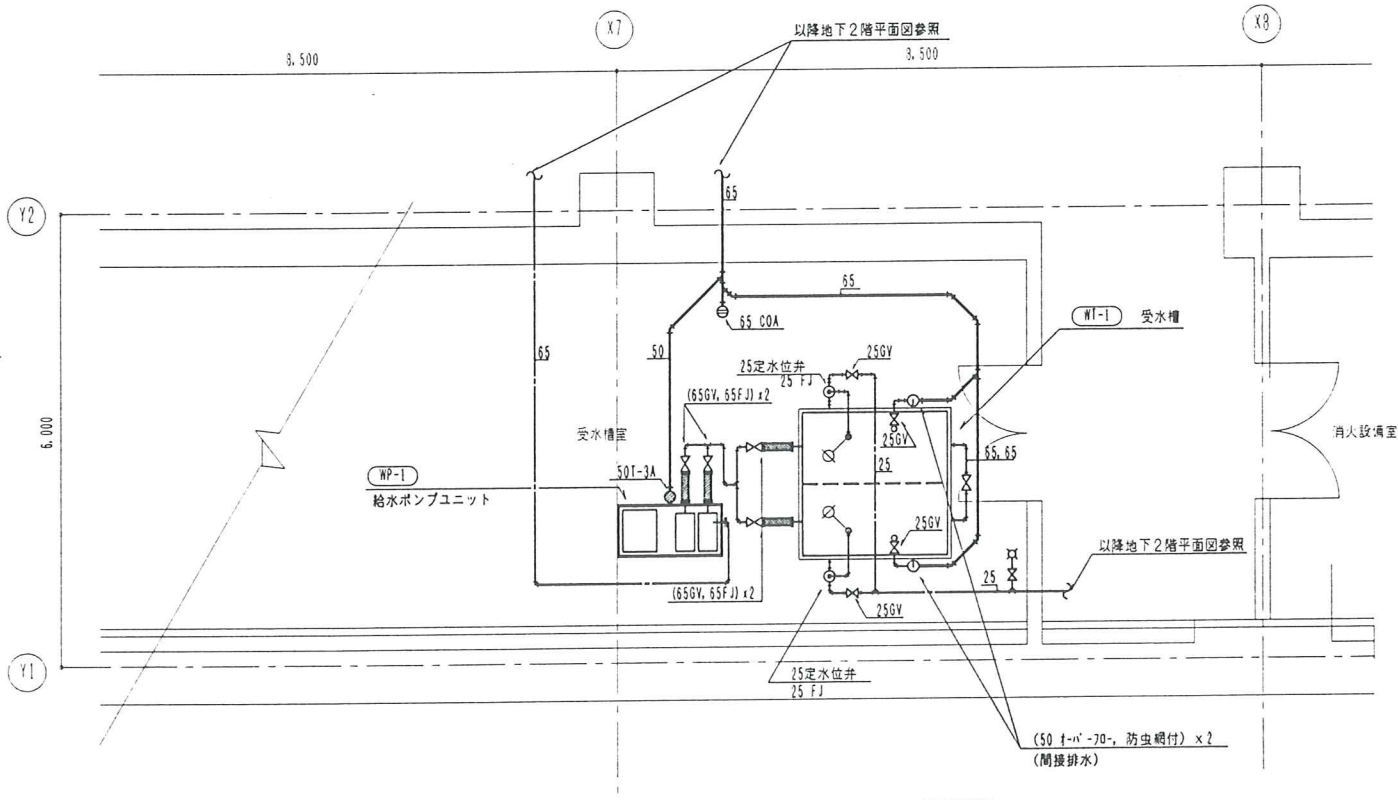 X7
X8
以降地下2階平面図参照
8.500
8.500
65
Y2
65
65 COA
WT-1 受水槽
65
50
25GV
25定水位弁
25 FJ
(65GV, 65FJ) x2
6.000
受水槽室
25GV
消火設備室
25
65, 65
WP-1
給水ポンプユニット
50T-3A
25GV
以降地下2階平面図参照
25
(65GV, 65FJ) x2
25GV
Y1
25定水位弁
25 FJ
(50 オーバーフロー, 防虫網付) × 2
(間接排水)